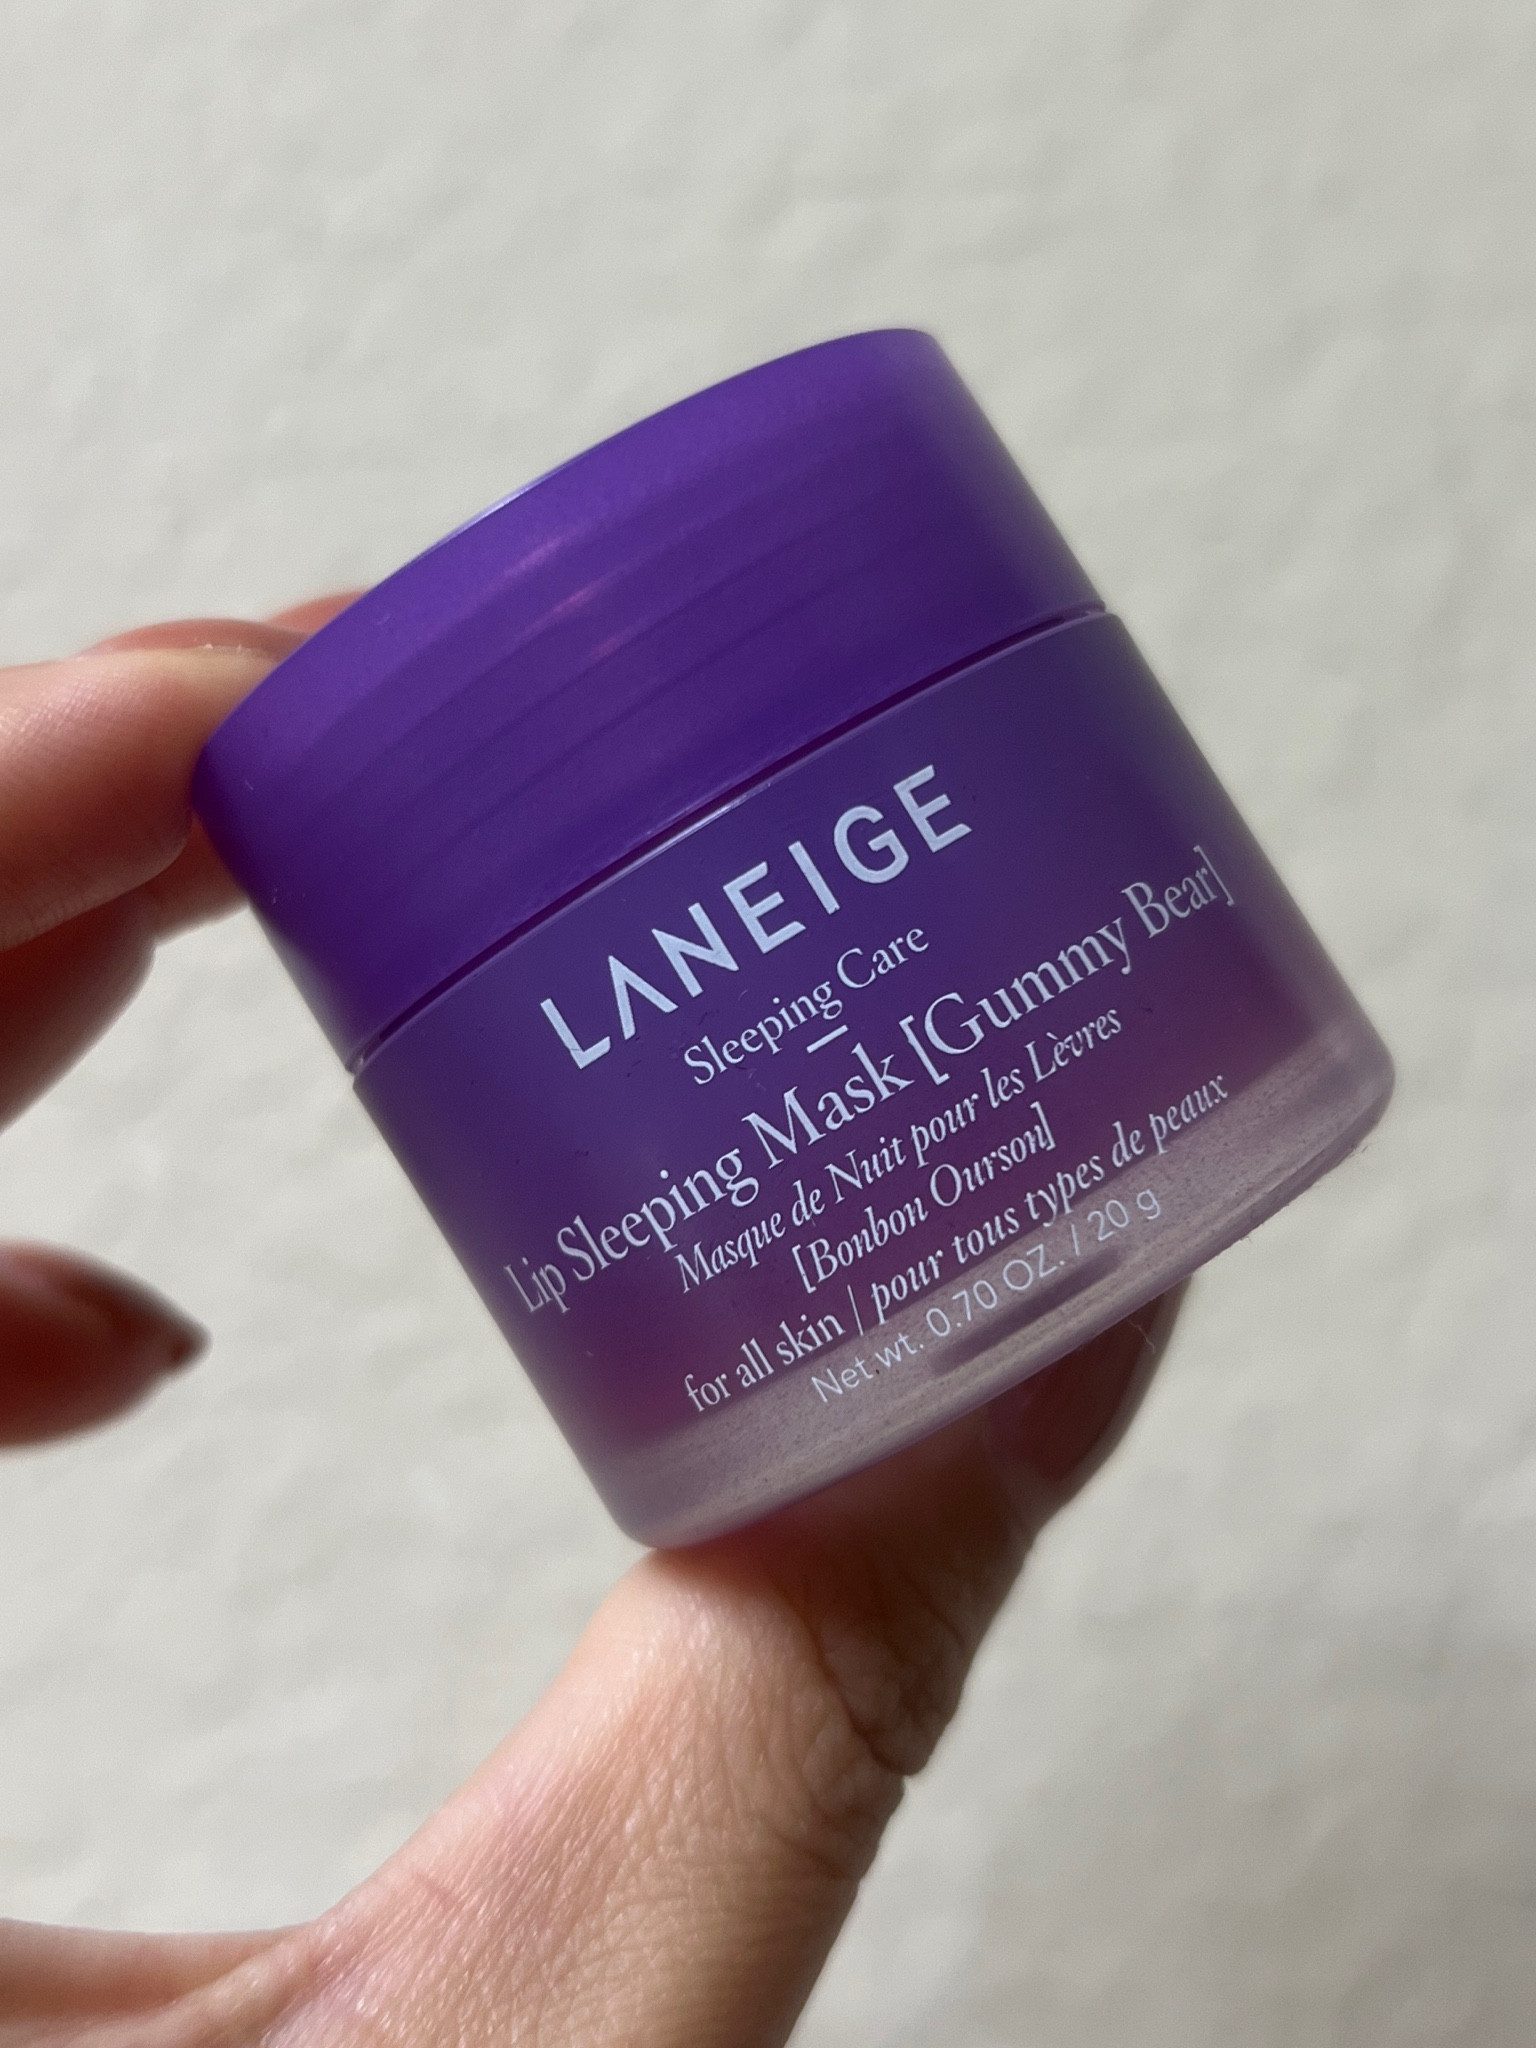 LANEIGE
Sleeping Care
Lip Sleeping Mask [Gummy Bear]
Masque de Nuit pour les Lèvres
[Bonbon Ourson]
for all skin / pour tous types de peaux
Net wt. 0.70 OZ. / 20 g